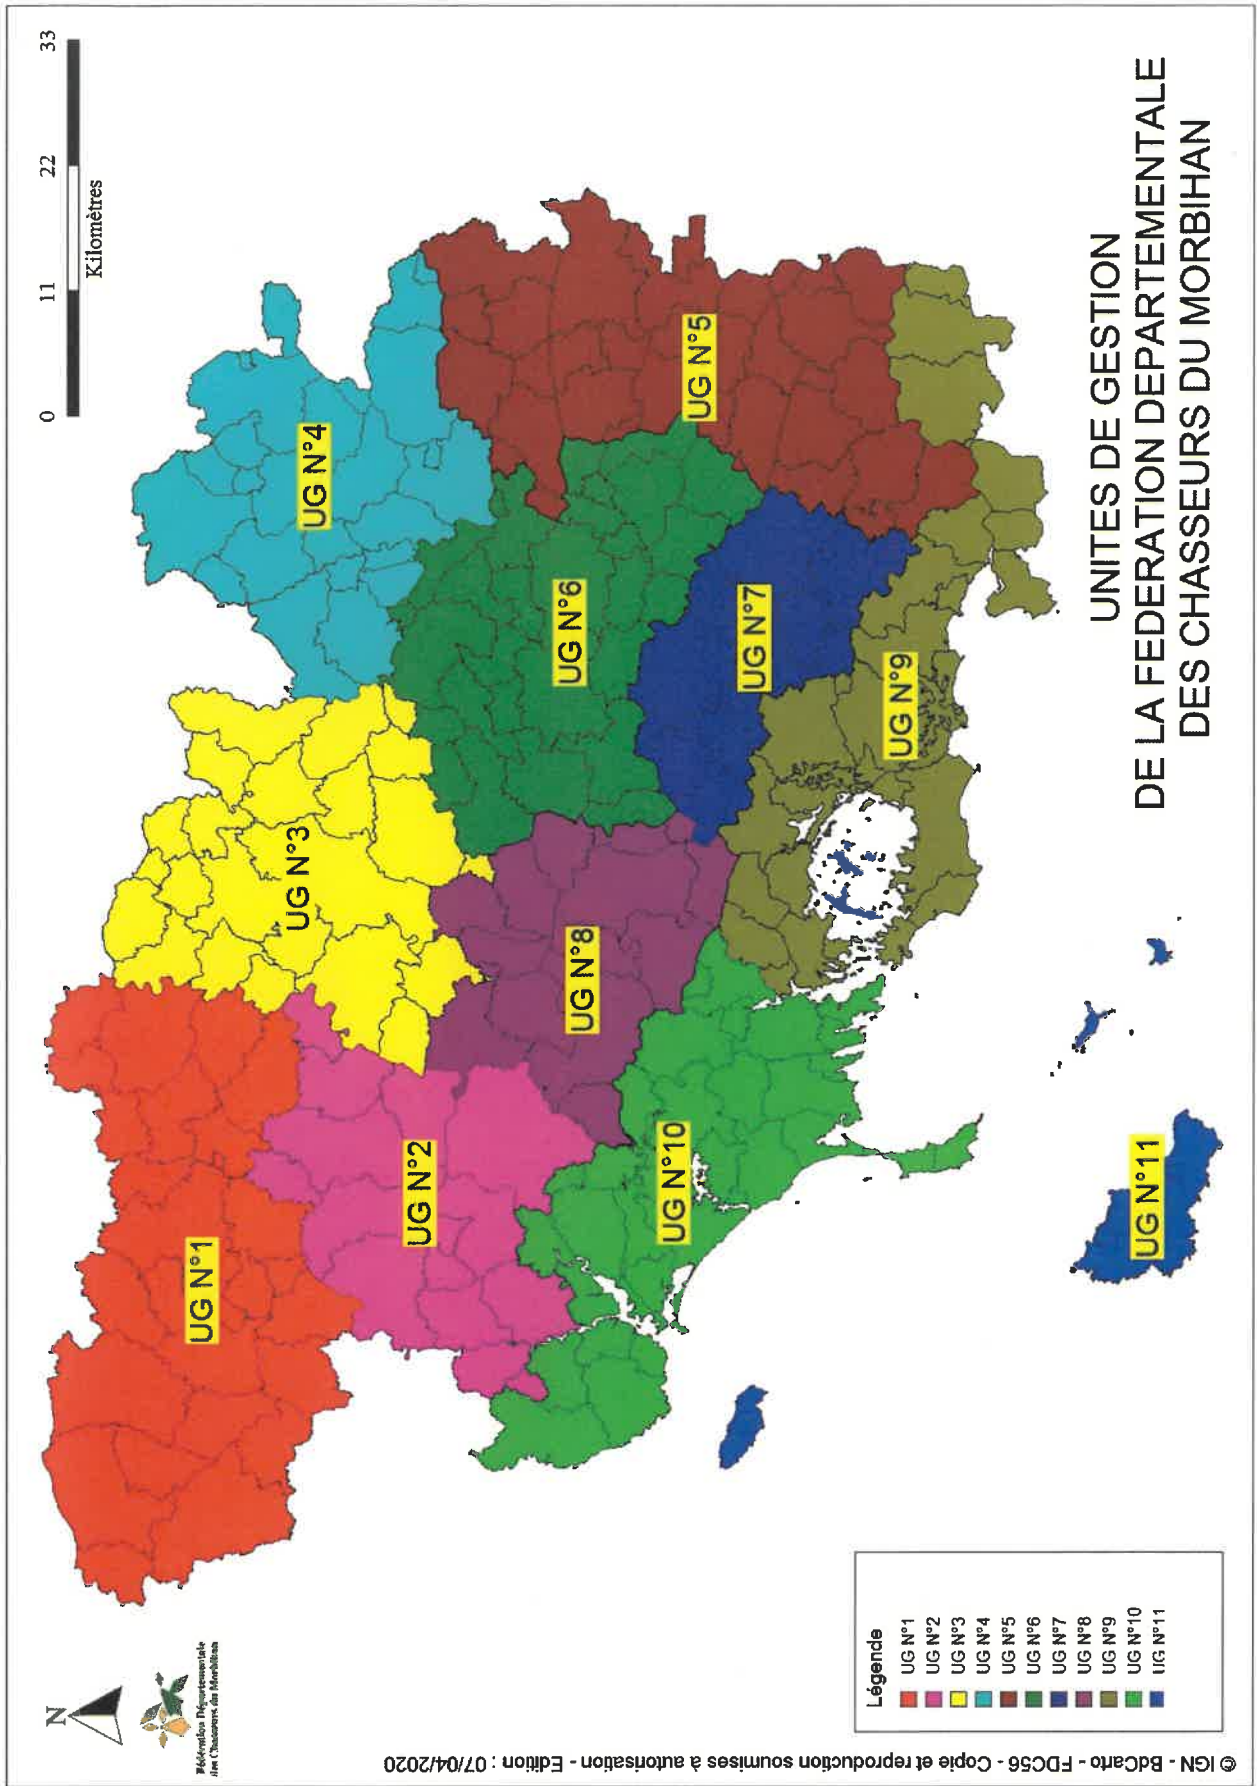 N
Fédération Départementale
des Chasseurs du Morbihan
0 11 22 33
Kilomètres
UG N°1
UG N°2
UG N°3
UG N°4
UG N°5
UG N°6
UG N°7
UG N°8
UG N°9
UG N°10
UG N°11
UNITES DE GESTION
DE LA FEDERATION DEPARTEMENTALE
DES CHASSEURS DU MORBIHAN
Légende
UG N°1
UG N°2
UG N°3
UG N°4
UG N°5
UG N°6
UG N°7
UG N°8
UG N°9
UG N°10
UG N°11
© IGN - BdCarto - FDC56 - Copie et reproduction soumises a autorisation - Edition : 07/04/2020